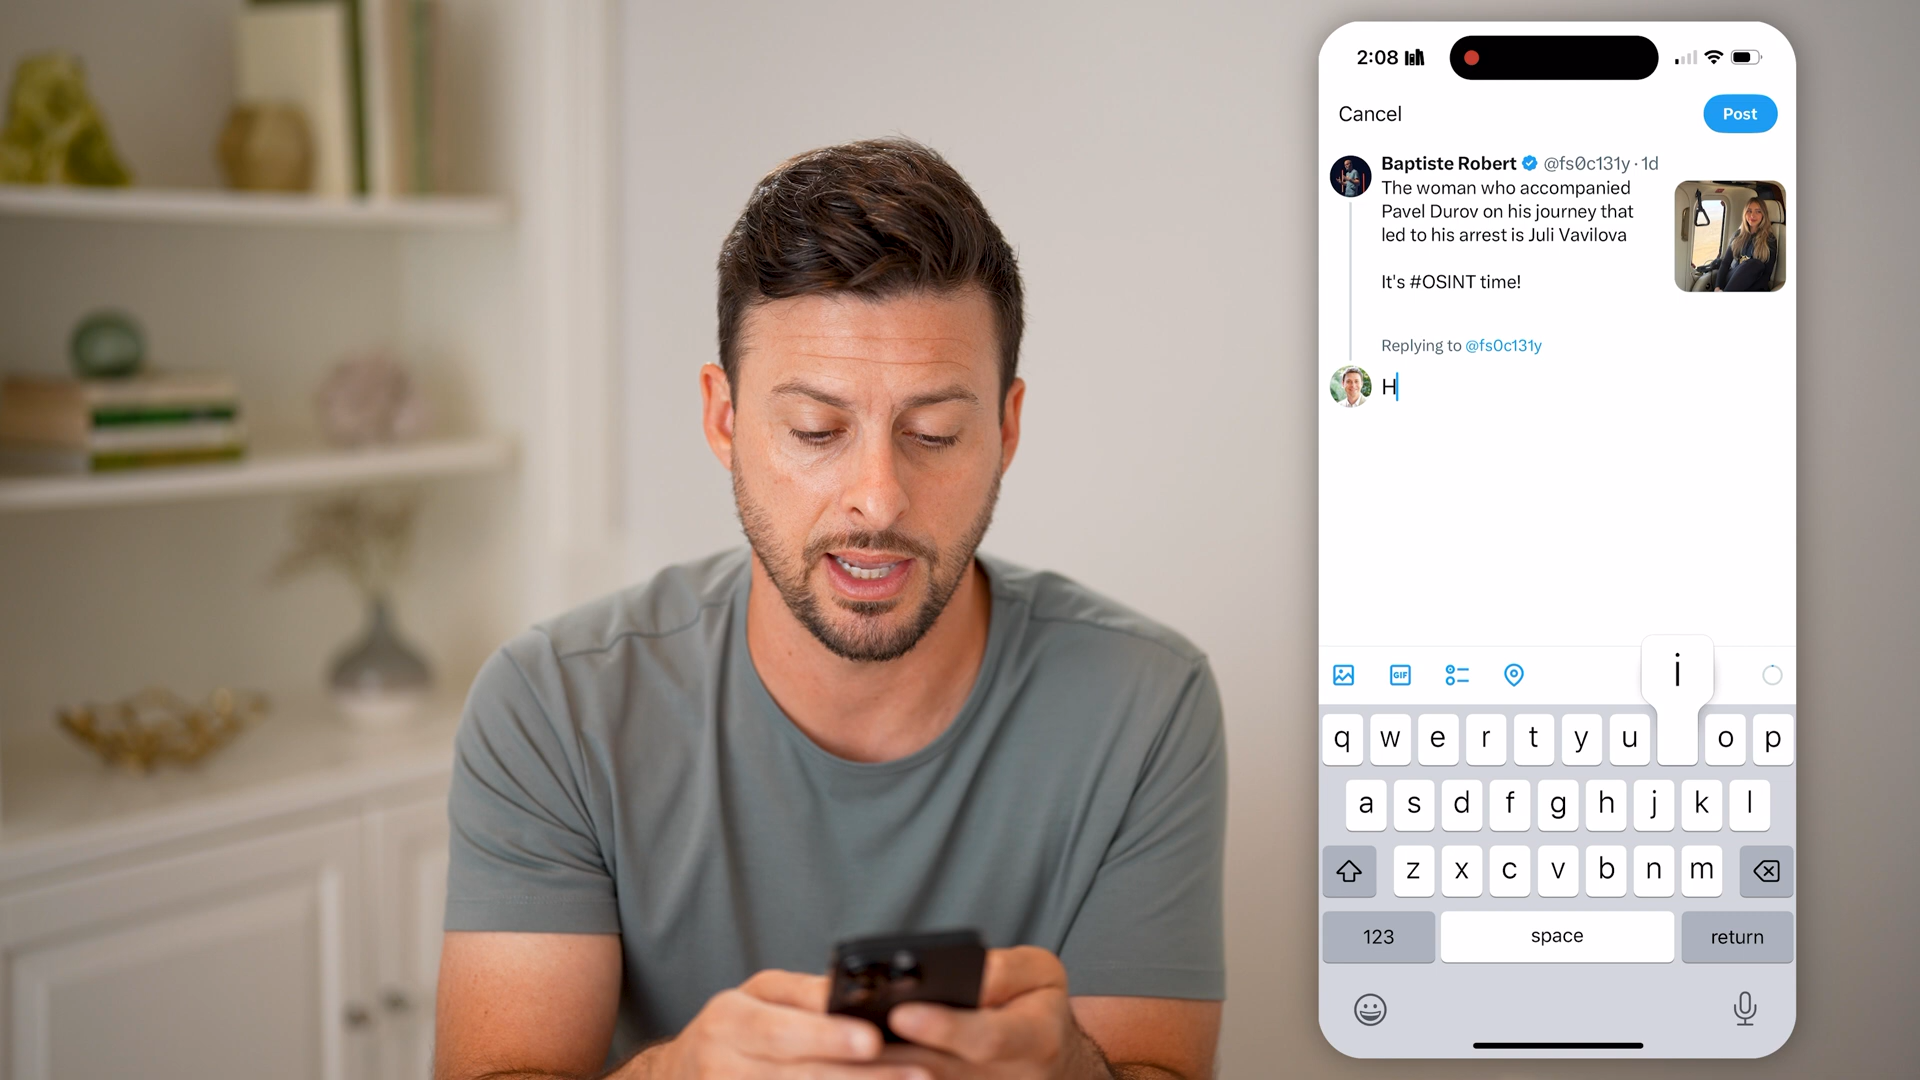 2:08
Cancel
Post
Baptiste Robert @fs0c131y · 1d
The woman who accompanied
Pavel Durov on his journey that
led to his arrest is Juli Vavilova
It's #OSINT time!
Replying to @fs0c131y
H
GIF
i
q w e r t y u o p
a s d f g h j k l
z x c v b n m
123 space return